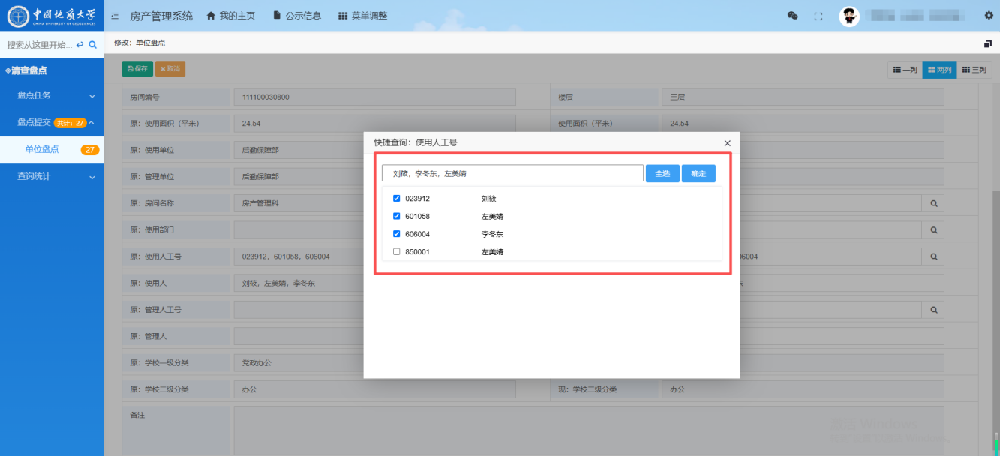 中国地质大学 房产管理系统 我的主页 公示信息 菜单调整
CHINA UNIVERSITY OF GEOSCIENCES
搜索从这里开始... 修改: 单位盘点
清查盘点 保存 取消 一列 两列 三列
盘点任务
盘点提交 共计: 27
单位盘点 27
查询统计
房间编号 111100030800 楼层 三层
原: 使用面积（平米） 24.54 使用面积（平米） 24.54
原: 使用单位 后勤保障部
原: 管理单位 后勤保障部
原: 房间名称 房产管理科
原: 使用部门
原: 使用人工号 023912, 601058, 606004
原: 使用人 刘筱, 左美婧, 李冬东
原: 管理人工号
原: 管理人
原: 学校一级分类 党政办公
原: 学校二级分类 办公 现: 学校二级分类 办公
备注
快捷查询: 使用人工号
刘筱, 李冬东, 左美婧 全选 确定
023912 刘筱
601058 左美婧
606004 李冬东
850001 左美婧
激活 Windows